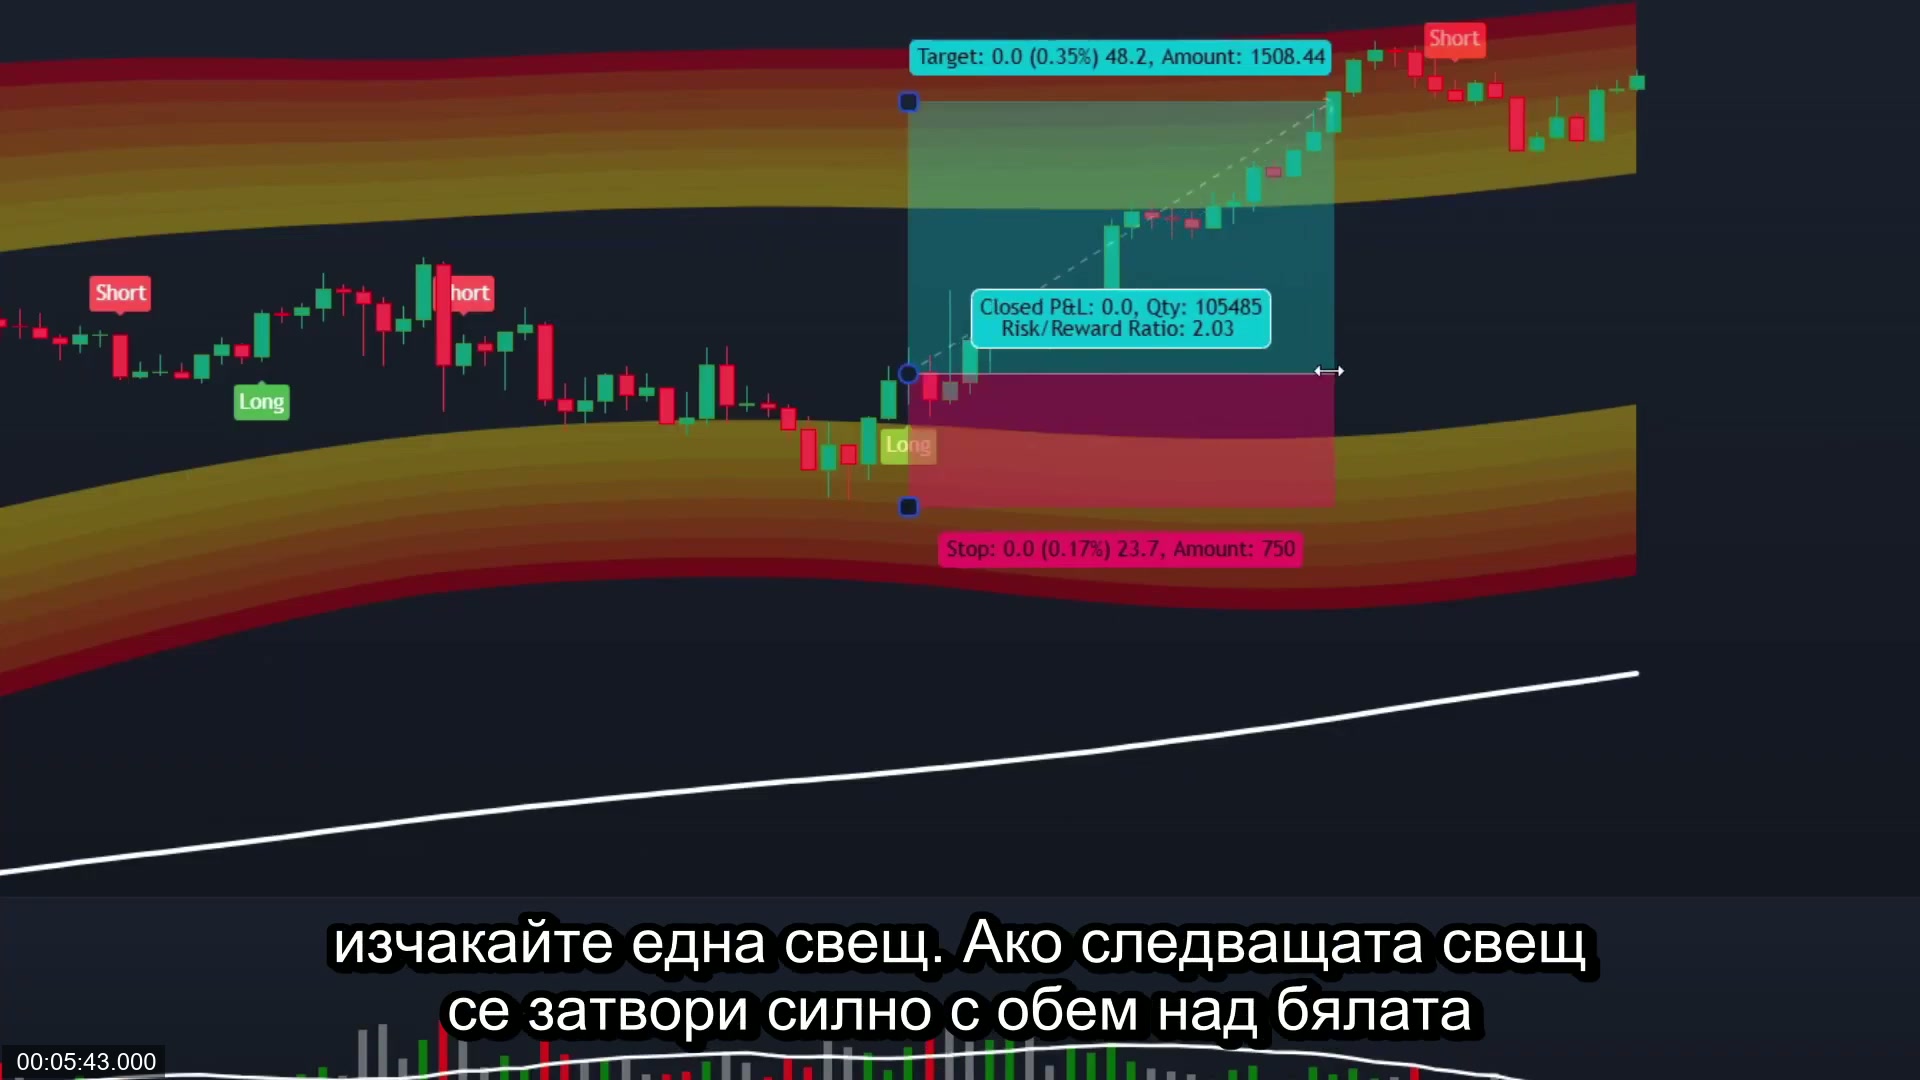 Target: 0.0 (0.35%) 48.2, Amount: 1508.44
Short
Short
hort
Closed P&L: 0.0, Qty: 105485
Risk/Reward Ratio: 2.03
Long
Long
Stop: 0.0 (0.17%) 23.7, Amount: 750
изчакайте една свещ. Ако следващата свещ
се затвори силно с обем над бялата
00:05:43.000